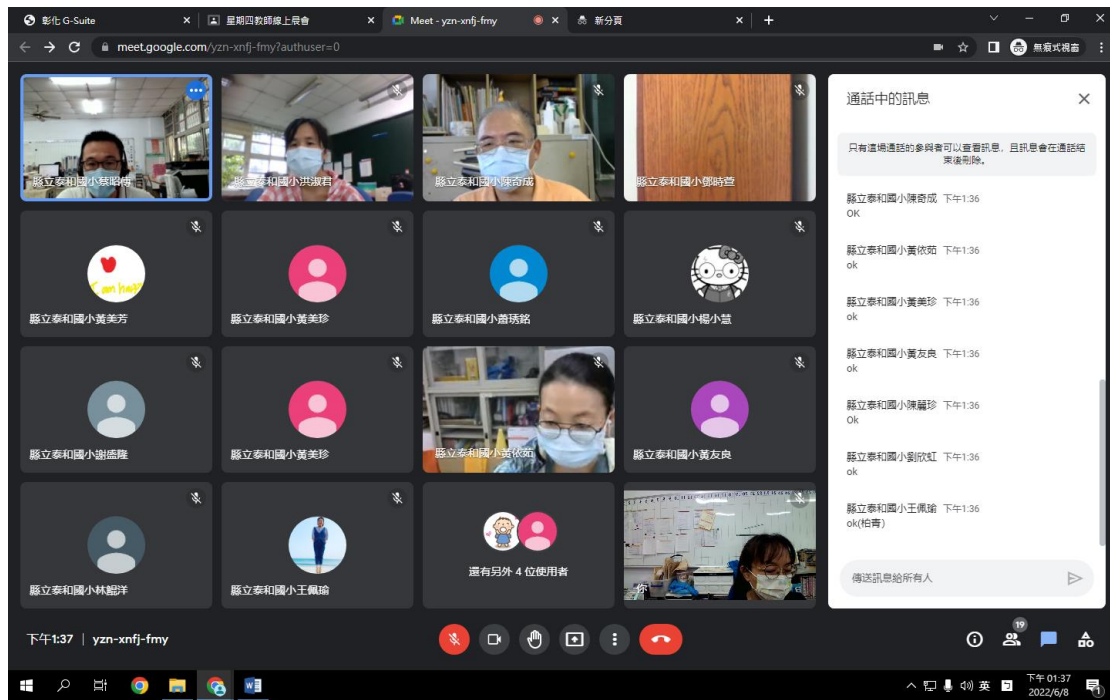 彰化 G-Suite
星期四教師線上晨會
Meet - yzn-xnfj-fmy
新分頁
meet.google.com/yzn-xnfj-fmy?authuser=0
無痕式視窗
縣立泰和國小蔡昭傳
縣立泰和國小洪淑君
縣立泰和國小陳奇成
縣立泰和國小鄧時萱
I am happy
縣立泰和國小黃美芳
縣立泰和國小黃美珍
縣立泰和國小蕭琇銘
縣立泰和國小楊小慧
縣立泰和國小謝盛隆
縣立泰和國小黃美珍
縣立泰和國小黃依茹
縣立泰和國小黃友良
縣立泰和國小林錕洋
縣立泰和國小王佩瑜
還有另外 4 位使用者
你
通話中的訊息
只有這場通話的參與者可以查看訊息，且訊息會在通話結
束後刪除。
縣立泰和國小陳奇成 下午1:36
OK
縣立泰和國小黃依茹 下午1:36
ok
縣立泰和國小黃美珍 下午1:36
ok
縣立泰和國小黃友良 下午1:36
ok
縣立泰和國小陳麗珍 下午1:36
Ok
縣立泰和國小劉欣虹 下午1:36
ok
縣立泰和國小王佩瑜 下午1:36
ok(柏青)
傳送訊息給所有人
下午1:37 | yzn-xnfj-fmy
19
英
下午 01:37
2022/6/8
1